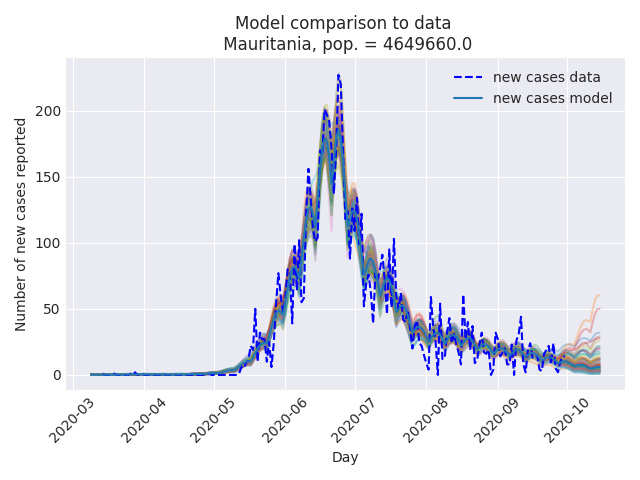 Model comparison to data
Mauritania, pop. = 4649660.0
new cases data
new cases model
Number of new cases reported
200
150
100
50
0
2020-03
2020-04
2020-05
2020-06
2020-07
2020-08
2020-09
2020-10
Day